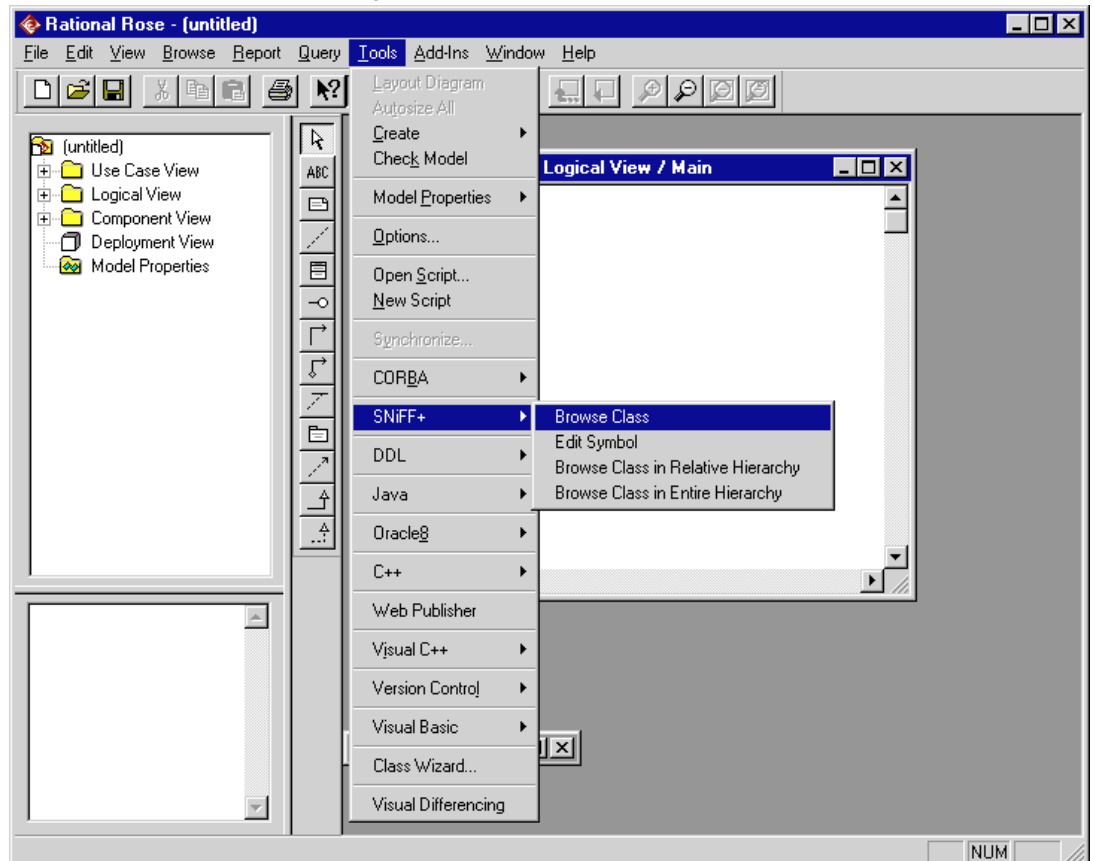 Rational Rose - (untitled)
File Edit View Browse Report Query Tools Add-Ins Window Help
(untitled)
Use Case View
Logical View
Component View
Deployment View
Model Properties
ABC
Layout Diagram
Autosize All
Create
Check Model
Model Properties
Options...
Open Script...
New Script
Synchronize...
CORBA
SNiFF+
DDL
Java
Oracle8
C++
Web Publisher
Visual C++
Version Control
Visual Basic
Class Wizard...
Visual Differencing
Logical View / Main
Browse Class
Edit Symbol
Browse Class in Relative Hierarchy
Browse Class in Entire Hierarchy
NUM